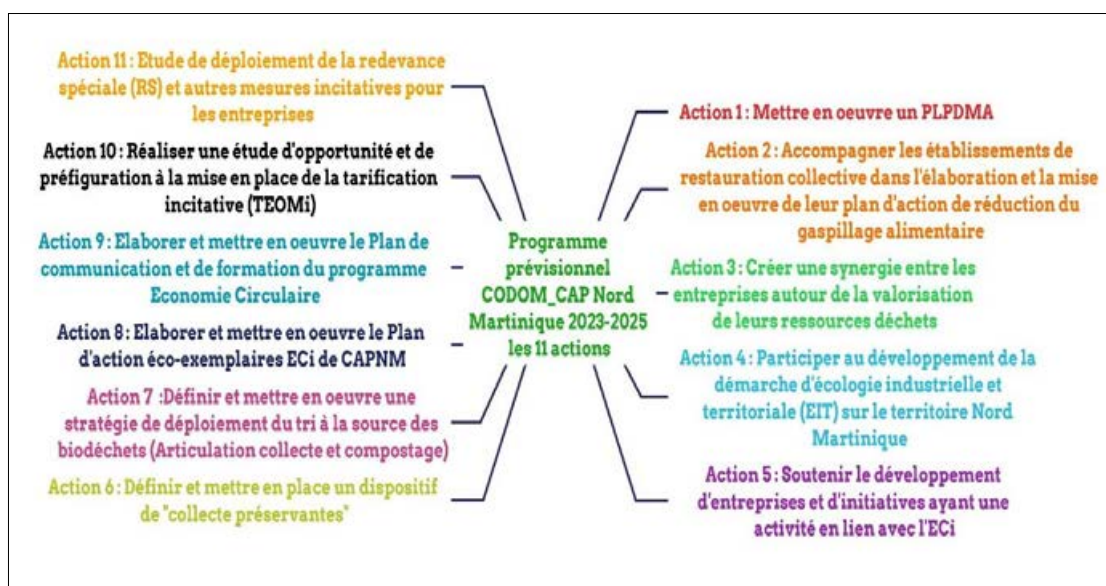 Programme
prévisionnel
CODOM_CAP Nord
Martinique 2023-2025
les 11 actions
Action 1 : Mettre en oeuvre un PLPDMA
Action 2 : Accompagner les établissements de
restauration collective dans l'élaboration et la mise
en oeuvre de leur plan d'action de réduction du
gaspillage alimentaire
Action 3 : Créer une synergie entre les
entreprises autour de la valorisation
de leurs ressources déchets
Action 4 : Participer au développement de la
démarche d'écologie industrielle et
territoriale (EIT) sur le territoire Nord
Martinique
Action 5 : Soutenir le développement
d'entreprises et d'initiatives ayant une
activité en lien avec l'ECi
Action 6 : Définir et mettre en place un dispositif
de "collecte préservantes"
Action 7 :Définir et mettre en oeuvre une
stratégie de déploiement du tri à la source des
biodéchets (Articulation collecte et compostage)
Action 8 : Elaborer et mettre en oeuvre le Plan
d'action éco-exemplaires ECi de CAPNM
Action 9 : Elaborer et mettre en oeuvre le Plan de
communication et de formation du programme
Economie Circulaire
Action 10 : Réaliser une étude d'opportunité et de
préfiguration à la mise en place de la tarification
incitative (TEOMi)
Action 11 : Etude de déploiement de la redevance
spéciale (RS) et autres mesures incitatives pour
les entreprises